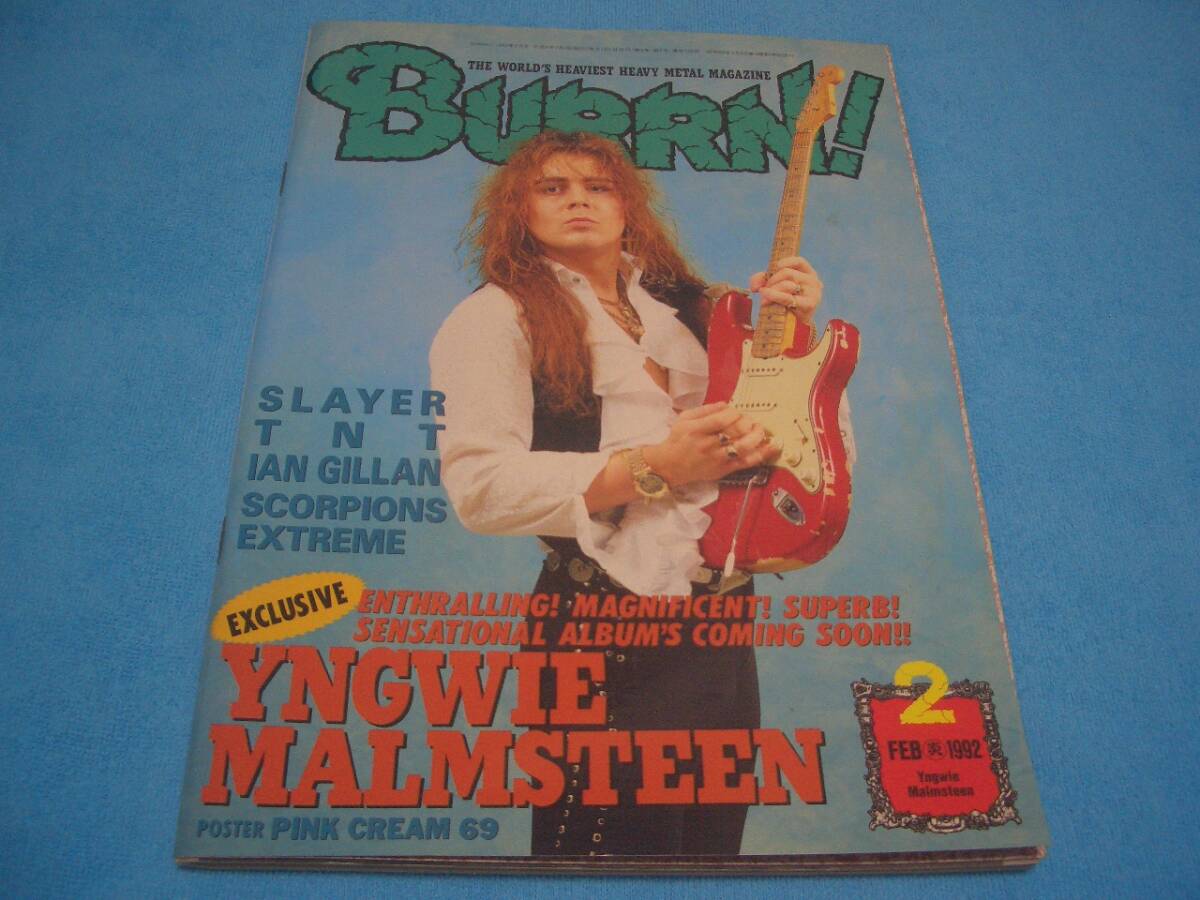 THE WORLD'S HEAVIEST HEAVY METAL MAGAZINE
BURRN!
SLAYER
TNT
IAN GILLAN
SCORPIONS
EXTREME
EXCLUSIVE
ENTHRALLING! MAGNIFICENT! SUPERB!
SENSATIONAL ALBUM'S COMING SOON!!
YNGWIE
MALMSTEEN
POSTER PINK CREAM 69
2
FEB 炎 1992
Yngwie
Malmsteen